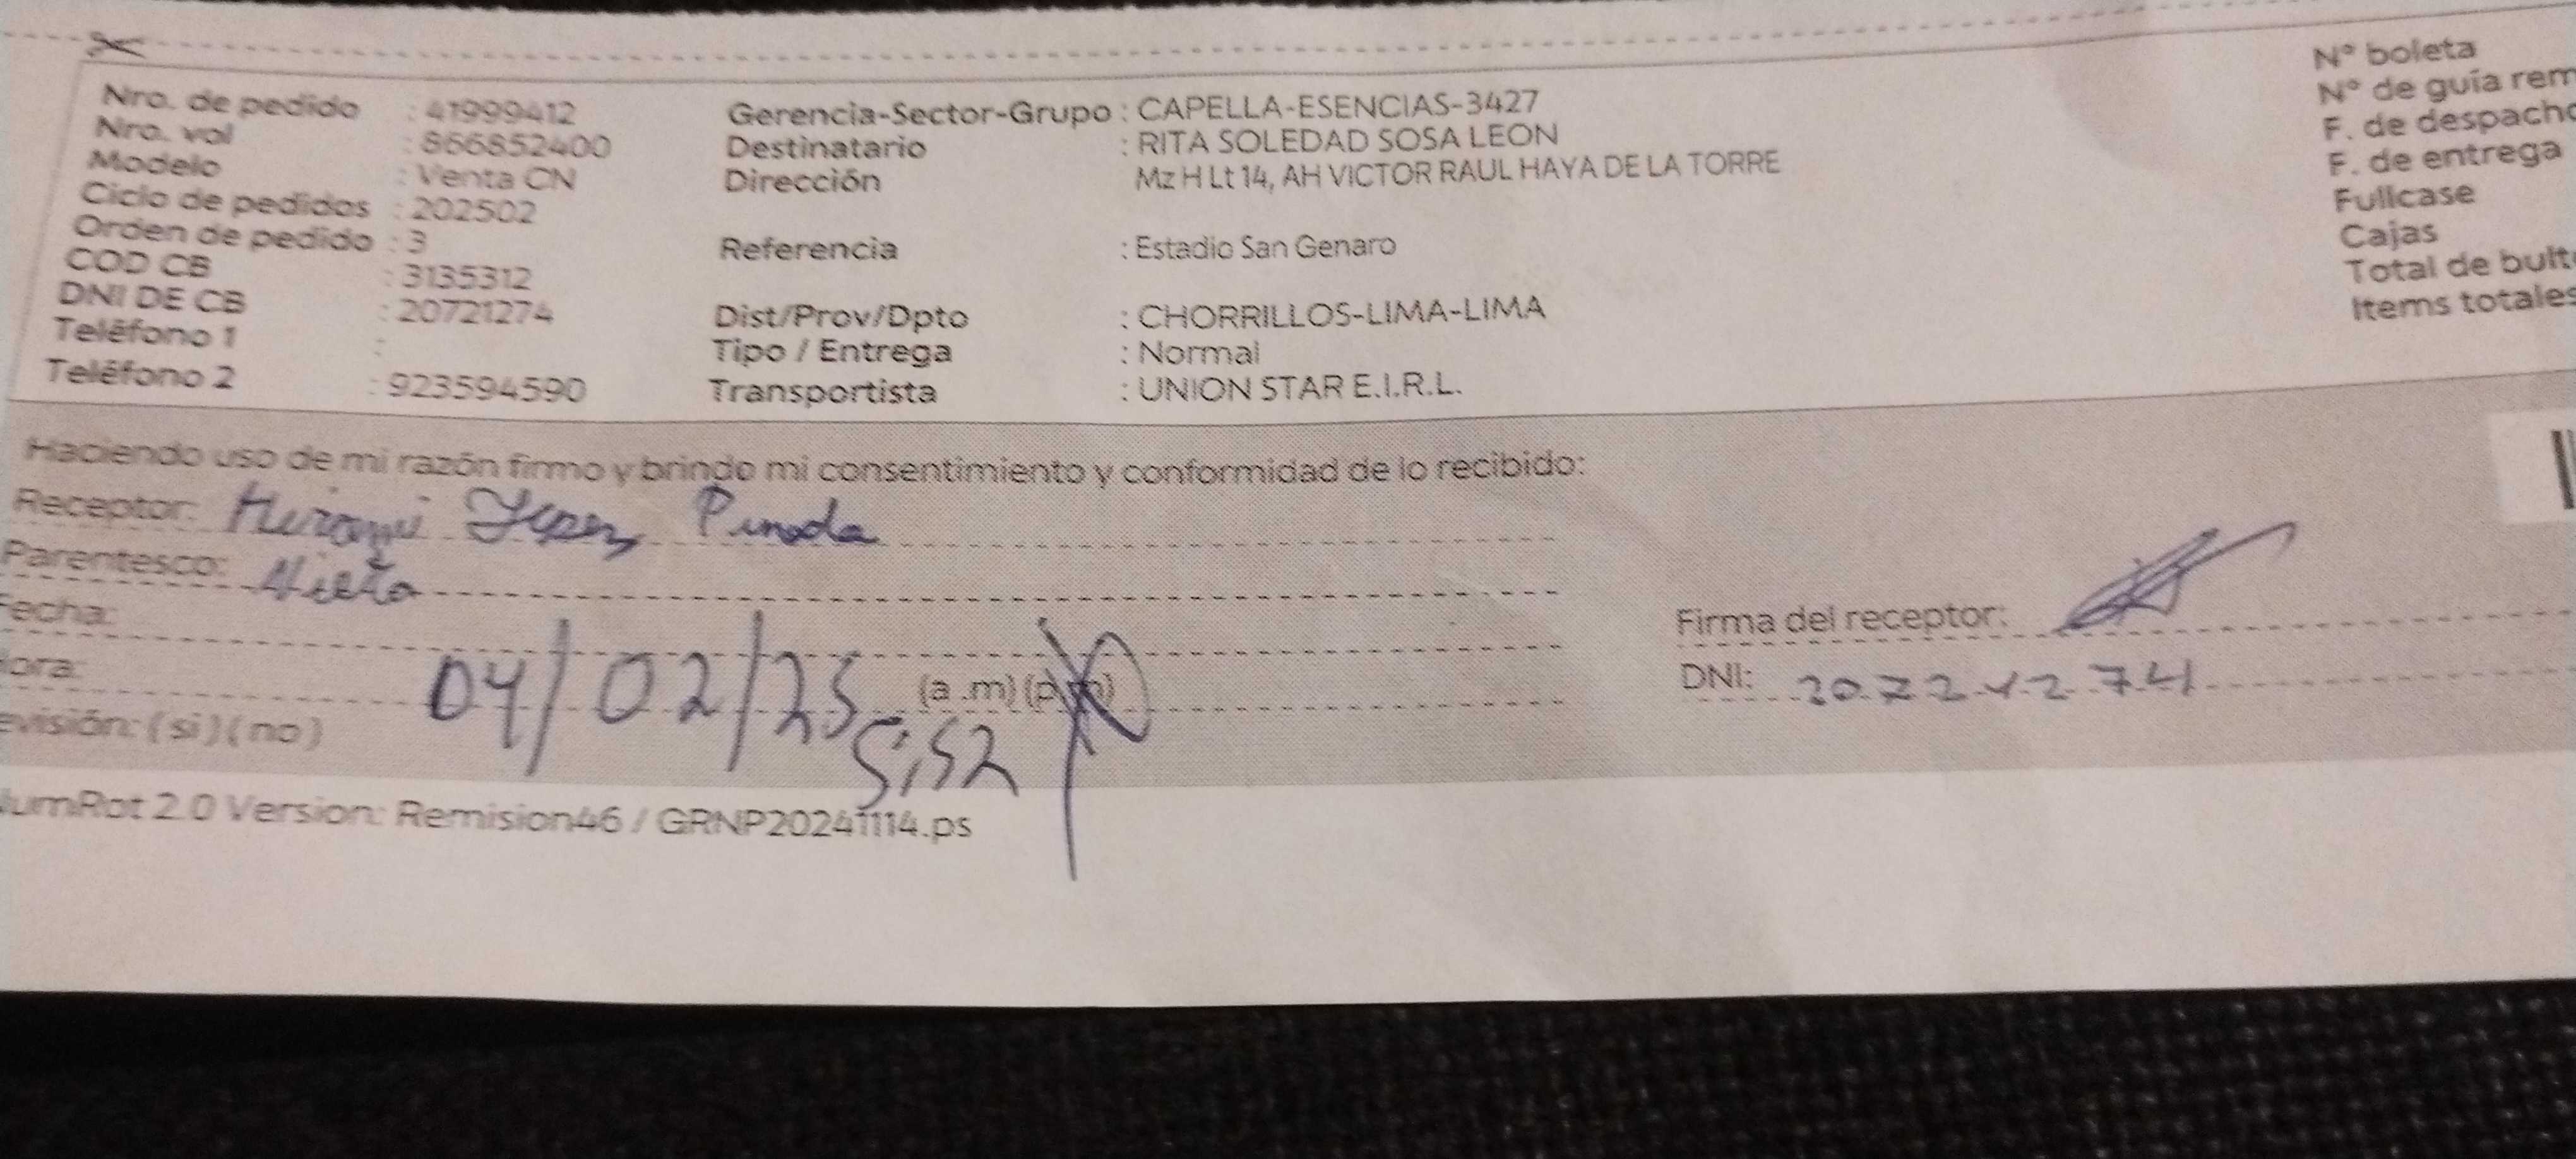 Nro. de pedido : 41999412
Nro. vol : 866852400
Modelo : Venta CN
Ciclo de pedidos : 202502
Orden de pedido : 3
COD CB : 3135312
DNI DE CB : 20721274
Teléfono 1 :
Teléfono 2 : 923594590
Gerencia-Sector-Grupo : CAPELLA-ESENCIAS-3427
Destinatario : RITA SOLEDAD SOSA LEON
Dirección Mz H Lt 14, AH VICTOR RAUL HAYA DE LA TORRE
Referencia : Estadio San Genaro
Dist/Prov/Dpto : CHORRILLOS-LIMA-LIMA
Tipo / Entrega : Normal
Transportista : UNION STAR E.I.R.L.
N° boleta
N° de guía rem
F. de despacho
F. de entrega
Fullcase
Cajas
Total de bult
Items totales
Haciendo uso de mi razón firmo y brindo mi consentimiento y conformidad de lo recibido:
Receptor:
Parentesco:
Fecha: 04/02/25
ora: (a .m) (p.m)
5:52
evisión: ( si ) ( no )
Firma del receptor:
DNI: 20721274
umRot 2.0 Version: Remision46 / GRNP20241114.ps